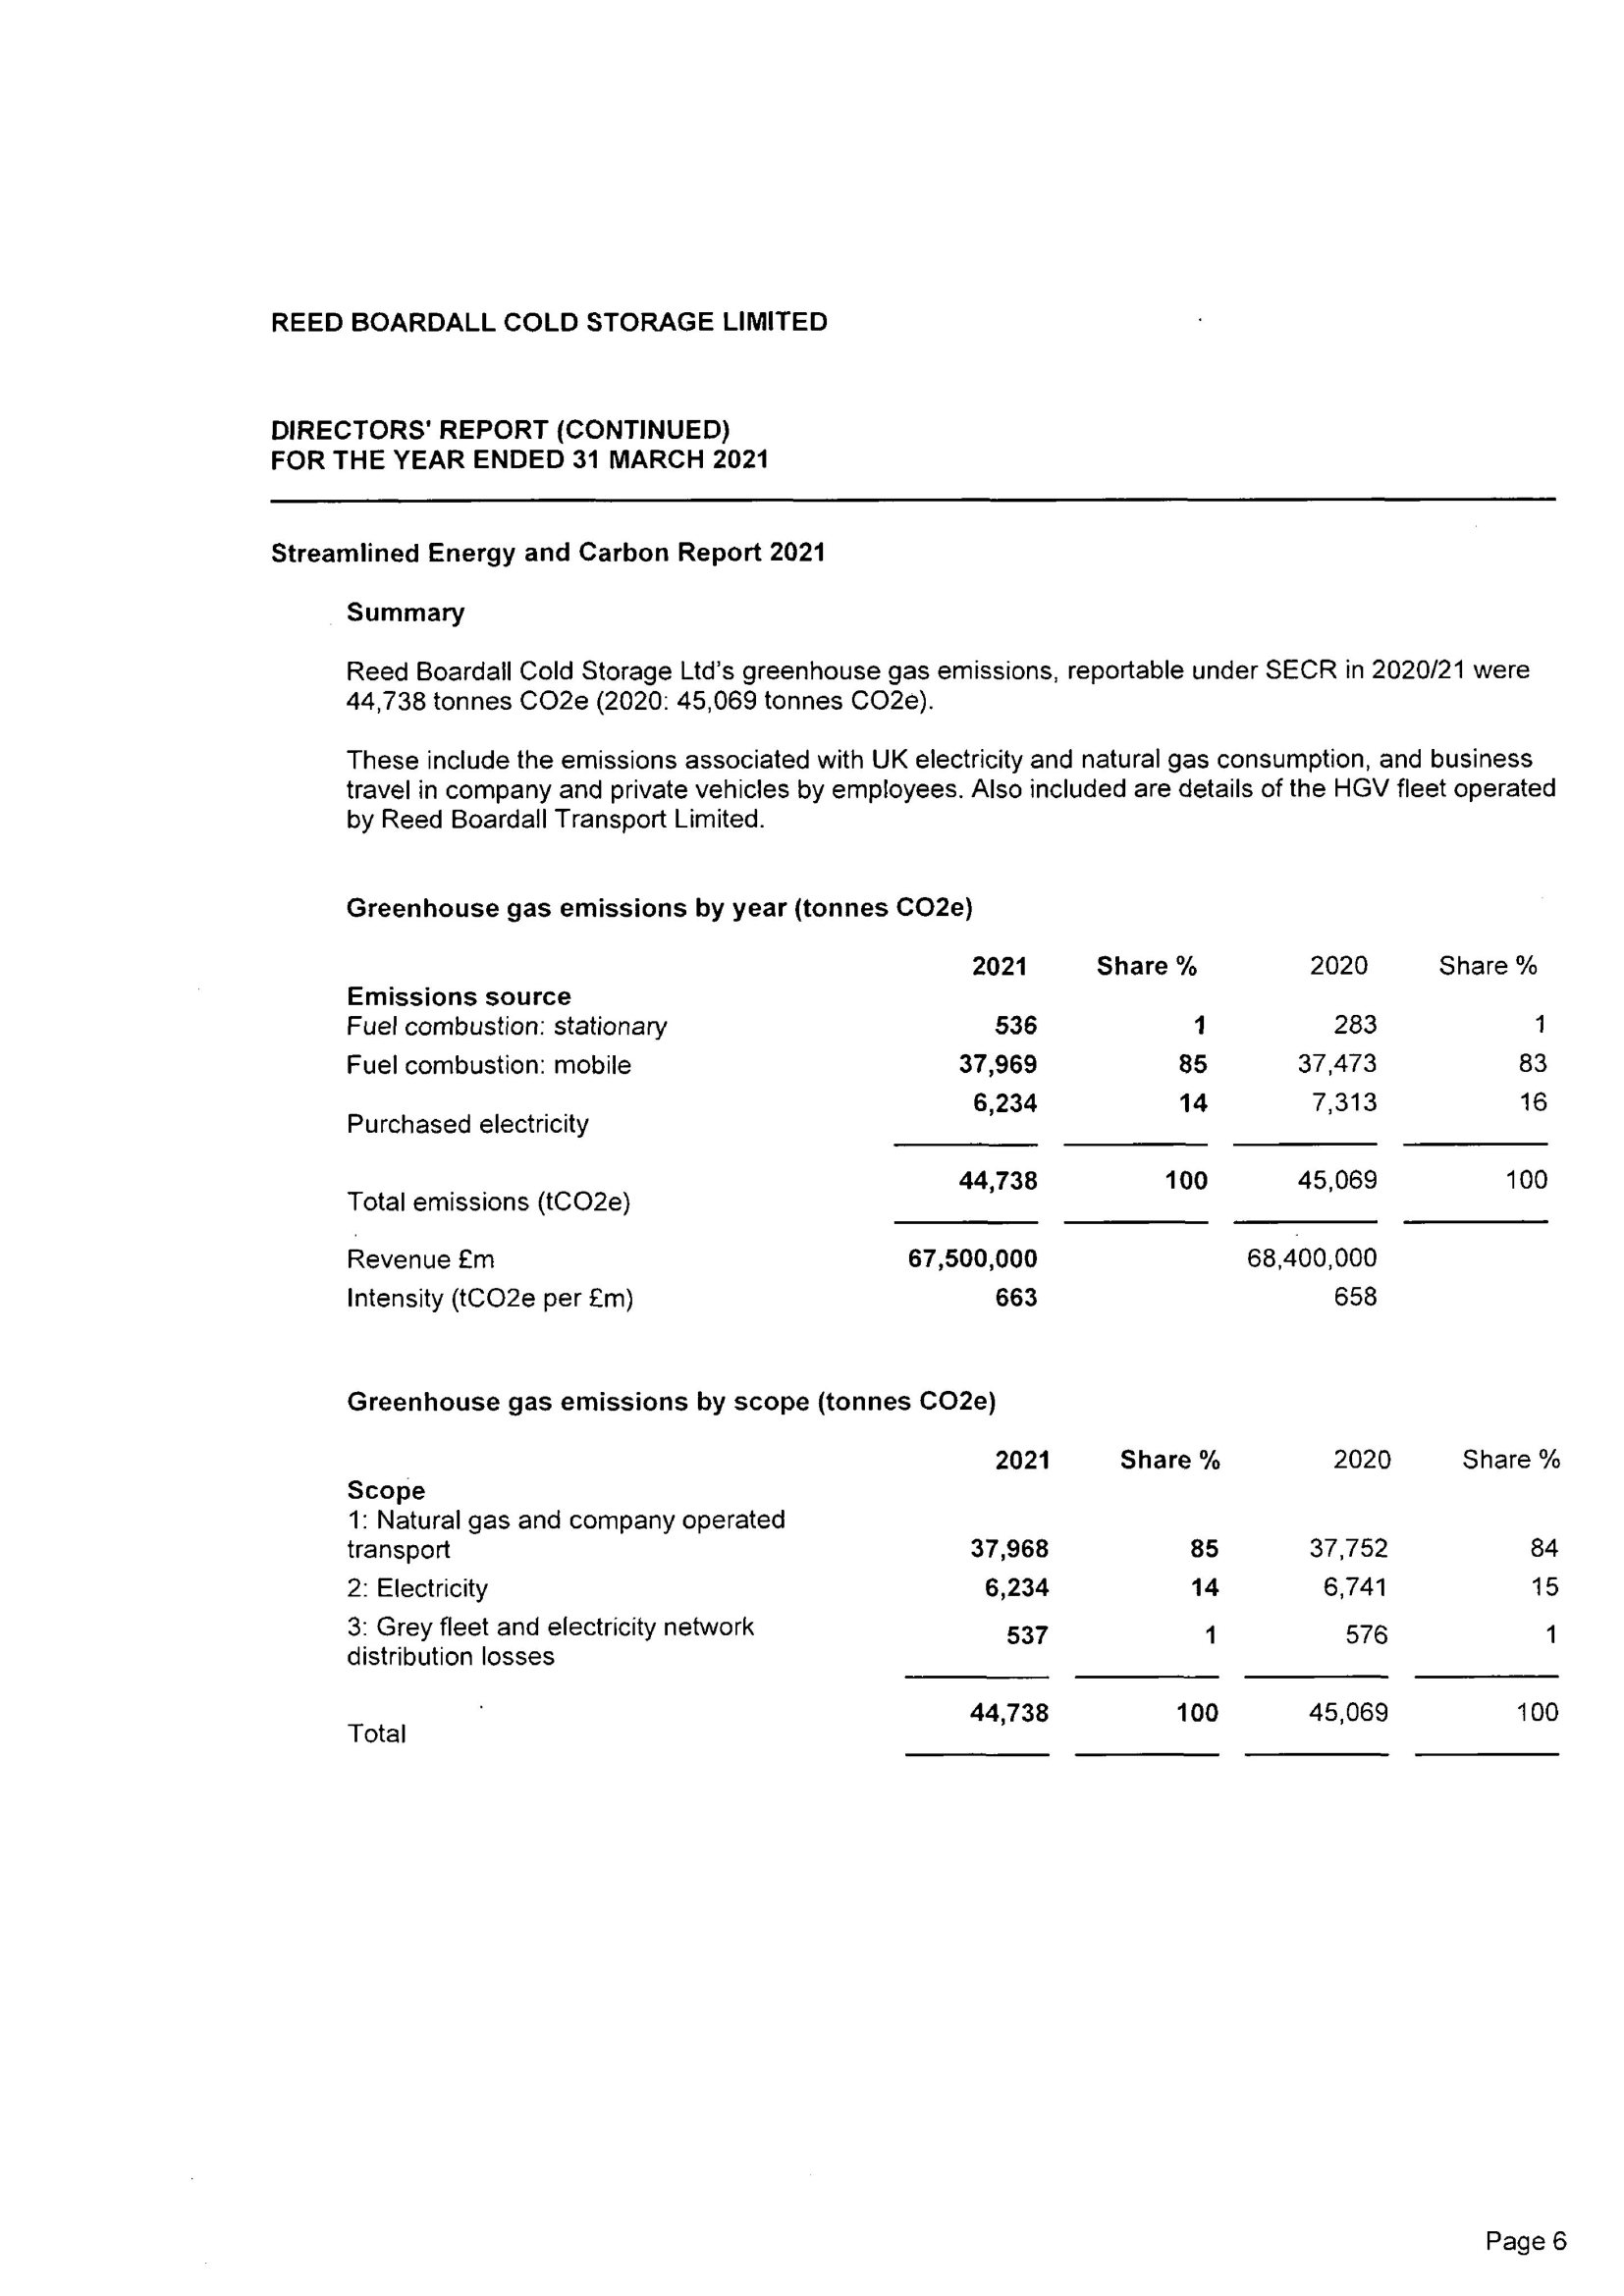 REED BOARDALL COLD STORAGE LIMITED
DIRECTORS' REPORT (CONTINUED)
FOR THE YEAR ENDED 31 MARCH 2021
Streamlined Energy and Carbon Report 2021
Summary
Reed Boardall Cold Storage Ltd's greenhouse gas emissions, reportable under SECR in 2020/21 were
44,738 tonnes CO2e (2020: 45,069 tonnes CO2e).
These include the emissions associated with UK electricity and natural gas consumption, and business
travel in company and private vehicles by employees. Also included are details of the HGV fleet operated
by Reed Boardall Transport Limited.
Greenhouse gas emissions by year (tonnes CO2e)
2021 Share % 2020 Share %
Emissions source
Fuel combustion: stationary 536 1 283 1
Fuel combustion: mobile 37,969 85 37,473 83
Purchased electricity 6,234 14 7,313 16
Total emissions (tCO2e) 44,738 100 45,069 100
Revenue £m 67,500,000 68,400,000
Intensity (tCO2e per £m) 663 658
Greenhouse gas emissions by scope (tonnes CO2e)
2021 Share % 2020 Share %
Scope
1: Natural gas and company operated
transport 37,968 85 37,752 84
2: Electricity 6,234 14 6,741 15
3: Grey fleet and electricity network
distribution losses 537 1 576 1
Total 44,738 100 45,069 100
Page 6